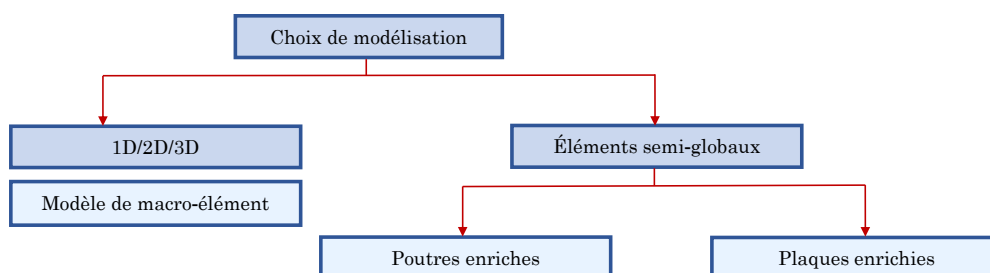 Choix de modélisation
1D/2D/3D
Éléments semi-globaux
Modèle de macro-élément
Poutres enriches
Plaques enrichies